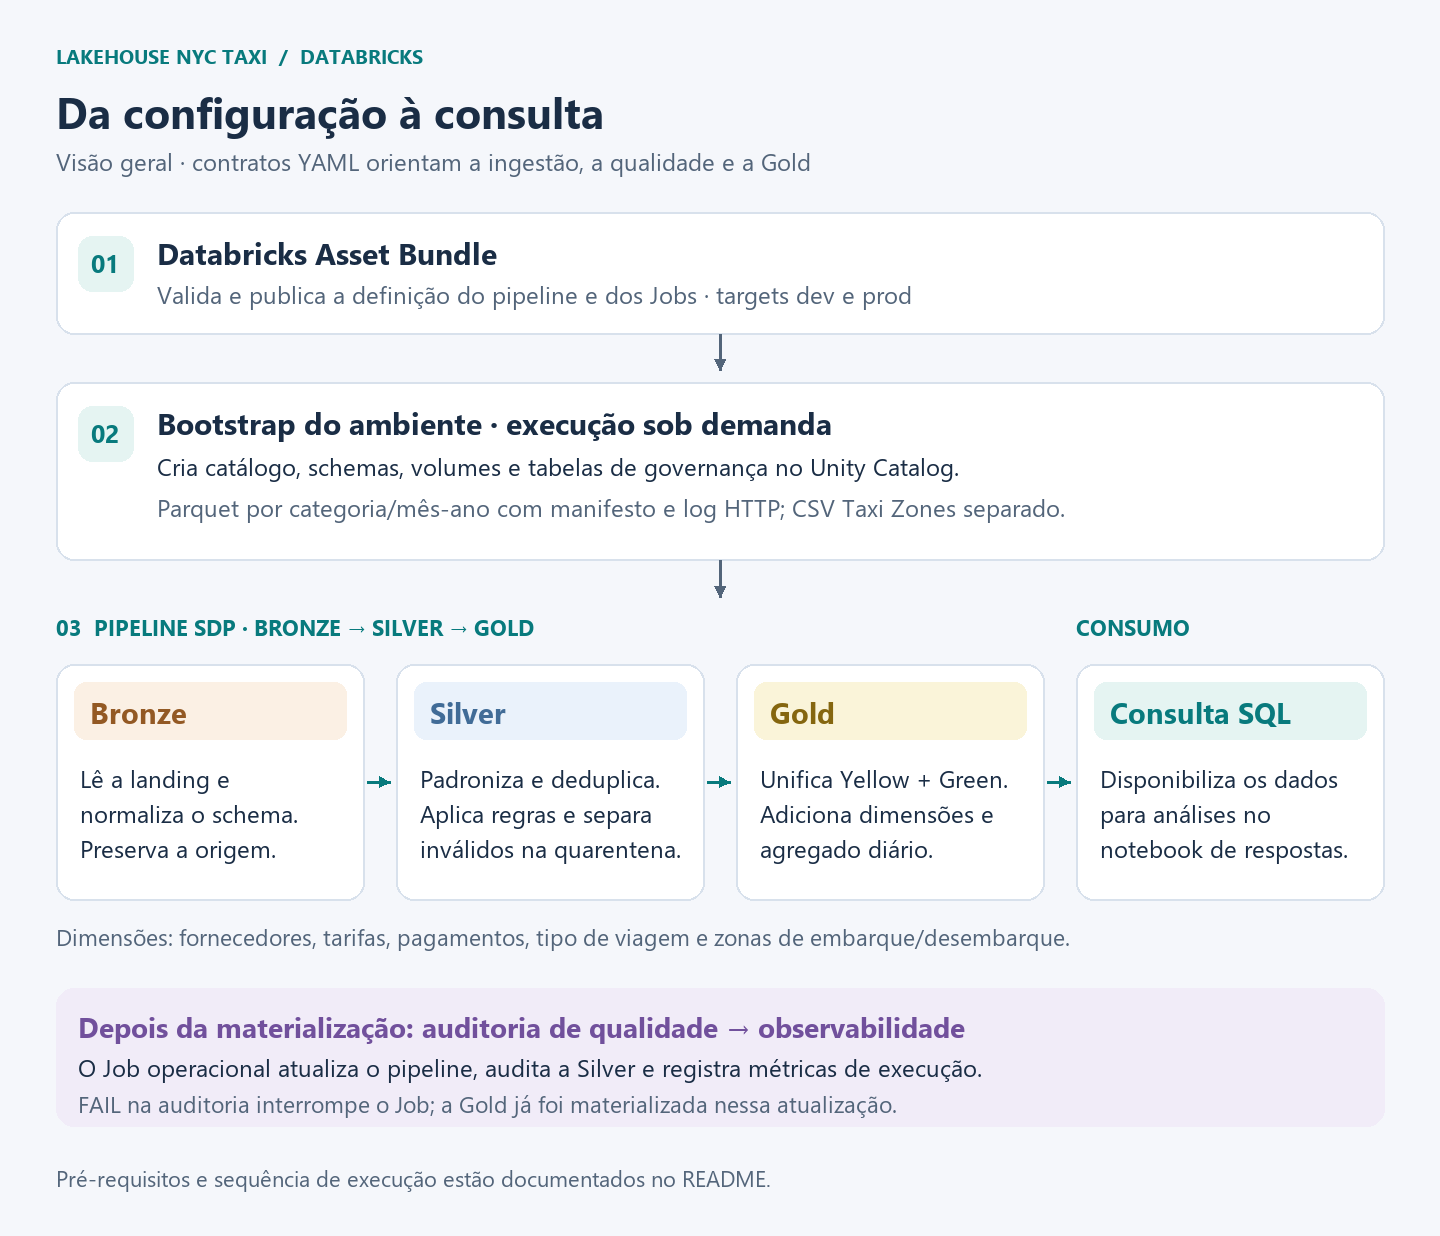 LAKEHOUSE NYC TAXI / DATABRICKS
Da configuração à consulta
Visão geral · contratos YAML orientam a ingestão, a qualidade e a Gold
01
Databricks Asset Bundle
Valida e publica a definição do pipeline e dos Jobs · targets dev e prod
02
Bootstrap do ambiente · execução sob demanda
Cria catálogo, schemas, volumes e tabelas de governança no Unity Catalog.
Parquet por categoria/mês-ano com manifesto e log HTTP; CSV Taxi Zones separado.
03 PIPELINE SDP · BRONZE → SILVER → GOLD
CONSUMO
Bronze
Lê a landing e
normaliza o schema.
Preserva a origem.
Silver
Padroniza e deduplica.
Aplica regras e separa
inválidos na quarentena.
Gold
Unifica Yellow + Green.
Adiciona dimensões e
agregado diário.
Consulta SQL
Disponibiliza os dados
para análises no
notebook de respostas.
Dimensões: fornecedores, tarifas, pagamentos, tipo de viagem e zonas de embarque/desembarque.
Depois da materialização: auditoria de qualidade → observabilidade
O Job operacional atualiza o pipeline, audita a Silver e registra métricas de execução.
FAIL na auditoria interrompe o Job; a Gold já foi materializada nessa atualização.
Pré-requisitos e sequência de execução estão documentados no README.